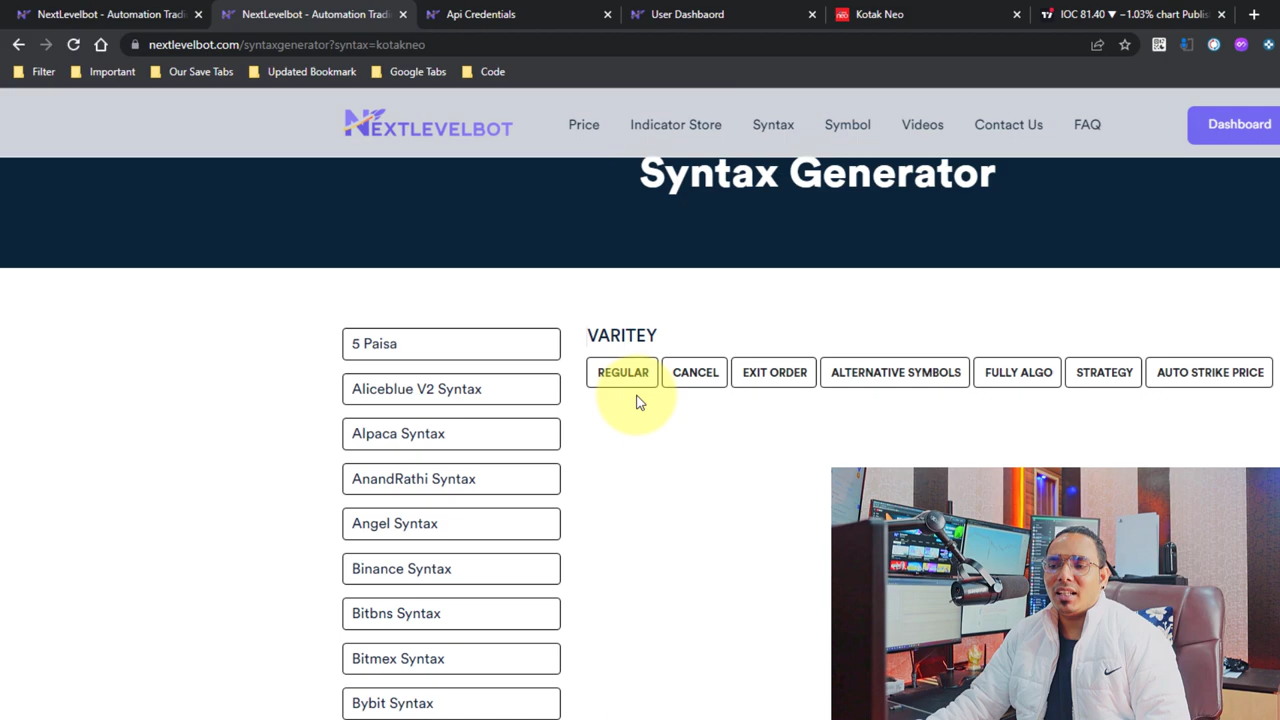 NextLevelbot - Automation Tradi
NextLevelbot - Automation Tradi
Api Credentials
User Dashbaord
Kotak Neo
IOC 81.40 ▼ −1.03% chart Publis
nextlevelbot.com/syntaxgenerator?syntax=kotakneo
Filter
Important
Our Save Tabs
Updated Bookmark
Google Tabs
Code
NEXTLEVELBOT
Price
Indicator Store
Syntax
Symbol
Videos
Contact Us
FAQ
Dashboard
Syntax Generator
5 Paisa
Aliceblue V2 Syntax
Alpaca Syntax
AnandRathi Syntax
Angel Syntax
Binance Syntax
Bitbns Syntax
Bitmex Syntax
Bybit Syntax
VARITEY
REGULAR
CANCEL
EXIT ORDER
ALTERNATIVE SYMBOLS
FULLY ALGO
STRATEGY
AUTO STRIKE PRICE